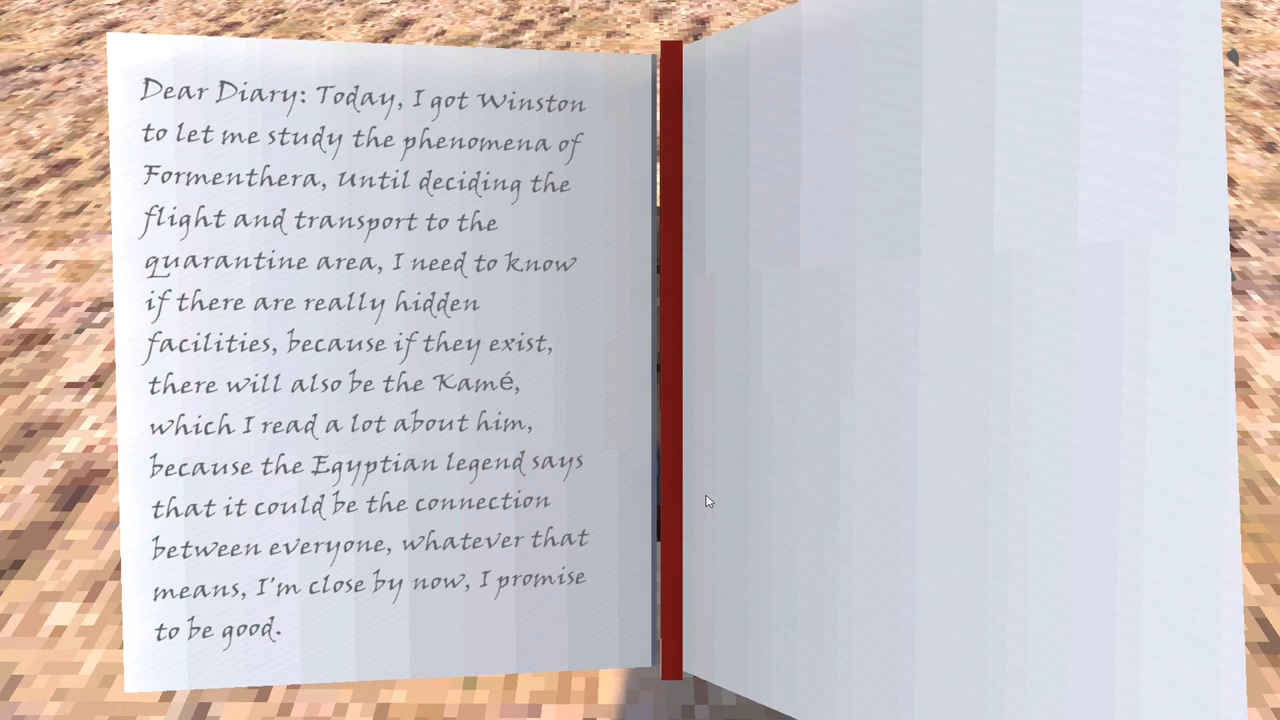 Dear Diary: Today, I got Winston
to let me study the phenomena of
Formenthera, Until deciding the
flight and transport to the
quarantine area, I need to know
if there are really hidden
facilities, because if they exist,
there will also be the Kamé,
which I read a lot about him,
because the Egyptian legend says
that it could be the connection
between everyone, whatever that
means, I'm close by now, I promise
to be good.